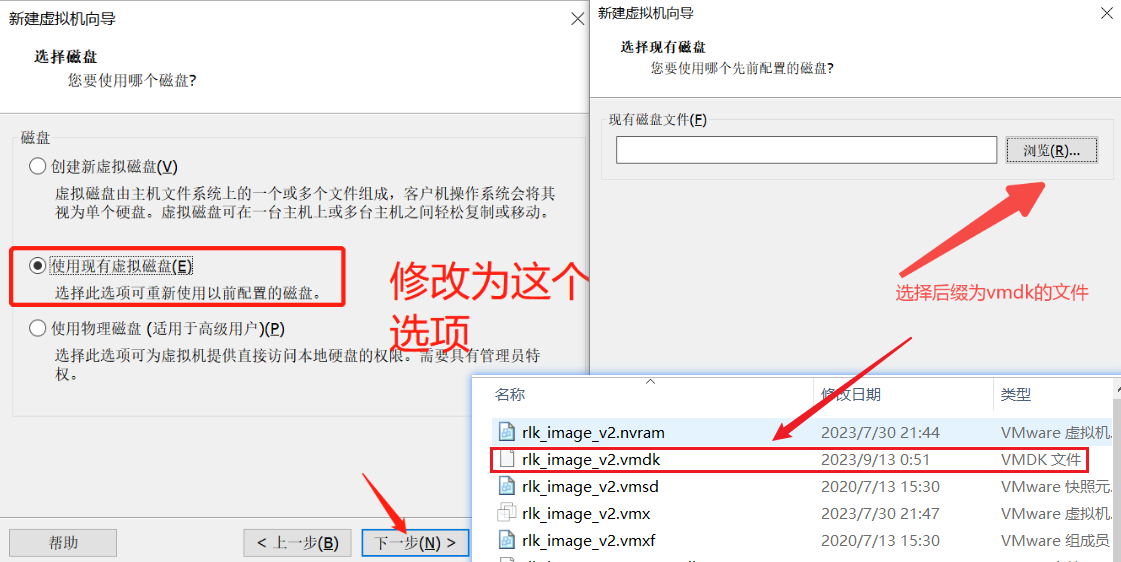 新建虚拟机向导
选择磁盘
您要使用哪个磁盘?
磁盘
创建新虚拟磁盘(V)
虚拟磁盘由主机文件系统上的一个或多个文件组成，客户机操作系统会将其
视为单个硬盘。虚拟磁盘可在一台主机上或多台主机之间轻松复制或移动。
使用现有虚拟磁盘(E)
选择此选项可重新使用以前配置的磁盘。
使用物理磁盘 (适用于高级用户)(P)
选择此选项可为虚拟机提供直接访问本地硬盘的权限。需要具有管理员特
权。
修改为这个
选项
帮助
< 上一步(B)
下一步(N) >
新建虚拟机向导
选择现有磁盘
您要使用哪个先前配置的磁盘?
现有磁盘文件(F)
浏览(R)...
选择后缀为vmdk的文件
名称 修改日期 类型
rlk_image_v2.nvram 2023/7/30 21:44 VMware 虚拟机
rlk_image_v2.vmdk 2023/9/13 0:51 VMDK 文件
rlk_image_v2.vmsd 2020/7/13 15:30 VMware 快照元
rlk_image_v2.vmx 2023/7/30 21:47 VMware 虚拟机
rlk_image_v2.vmxf 2020/7/13 15:30 VMware 组成员